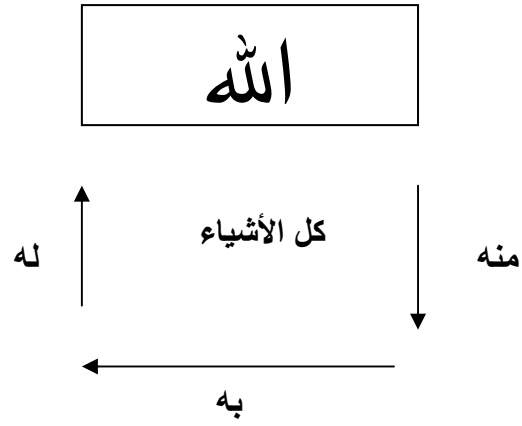 الله
كل الأشياء
منه
له
به